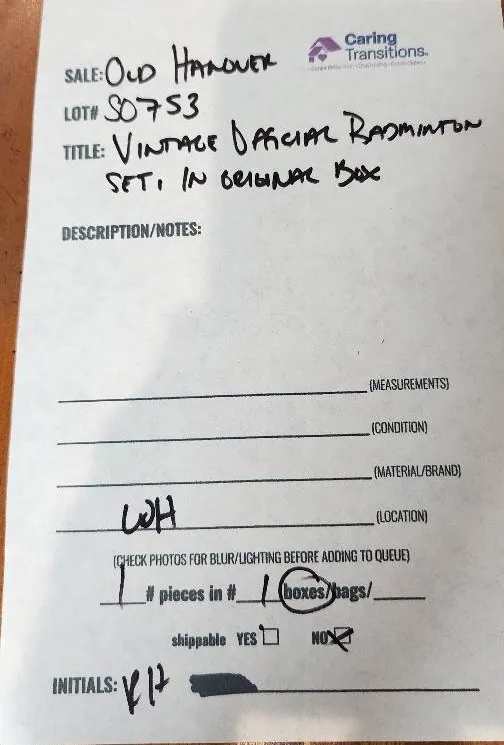 Caring
Transitions.
SALE: OLD HANOVER
LOT# SO753
TITLE: VINTAGE BADMINTON
SET, IN ORIGINAL BOX
DESCRIPTION/NOTES:
(MEASUREMENTS)
(CONDITION)
(MATERIAL/BRAND)
WH (LOCATION)
(CHECK PHOTOS FOR BLUR/LIGHTING BEFORE ADDING TO QUEUE)
1 # pieces in # 1 boxes/bags/
shippable YES NO
INITIALS: RH